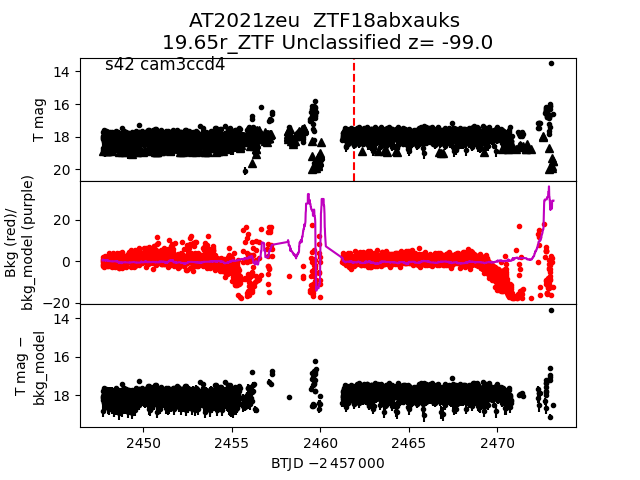 AT2021zeu  ZTF18abxauks
19.65r_ZTF Unclassified z= -99.0
s42 cam3ccd4
T mag
14
16
18
20
Bkg (red)/
bkg_model (purple)
20
0
−20
T mag −
bkg_model
14
16
18
2450
2455
2460
2465
2470
BTJD −2 457 000